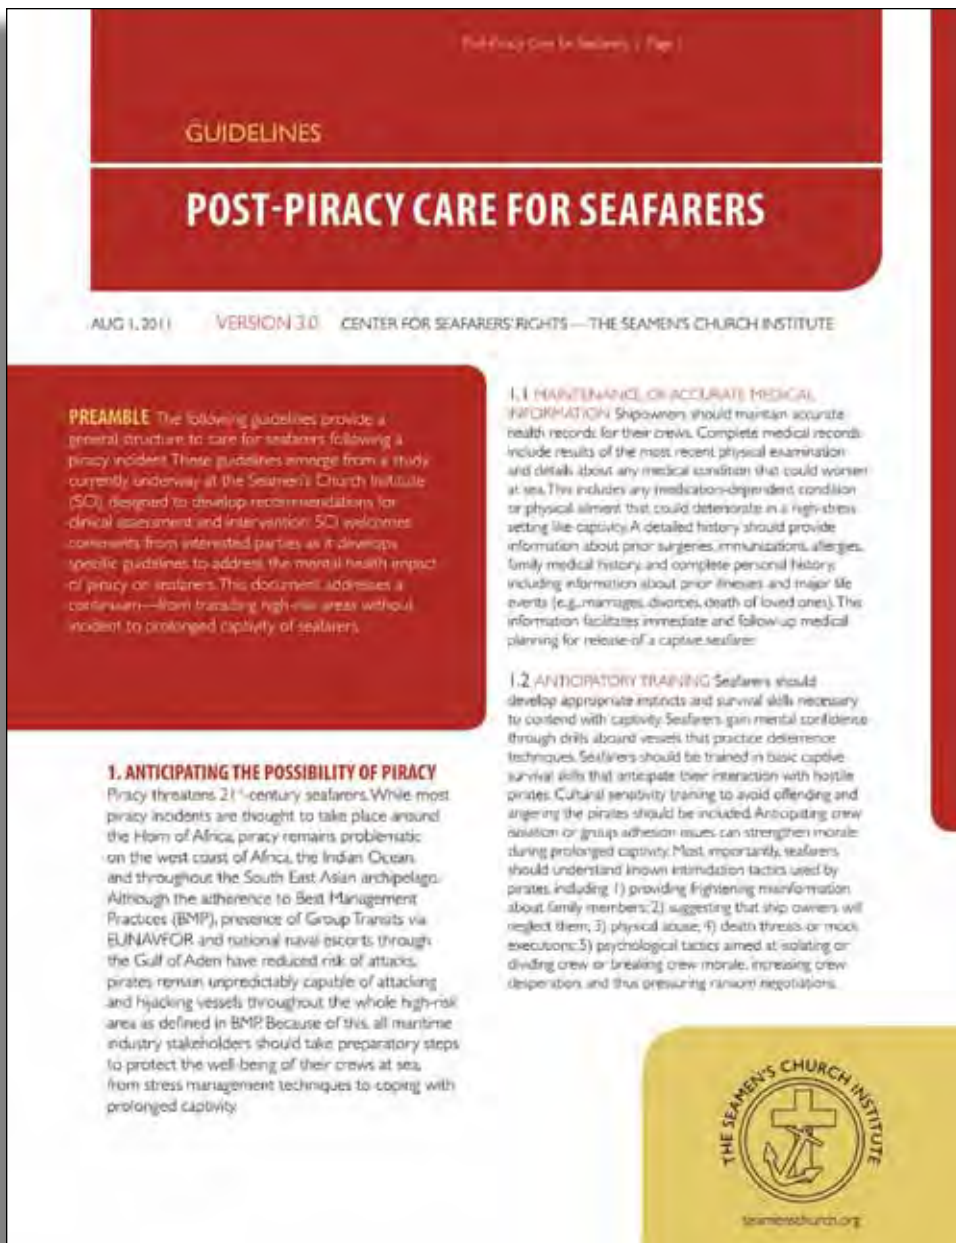 Post-Piracy Care for Seafarers | Page 1
GUIDELINES
POST-PIRACY CARE FOR SEAFARERS
AUG 1, 2011 VERSION 3.0 CENTER FOR SEAFARERS' RIGHTS — THE SEAMEN'S CHURCH INSTITUTE
PREAMBLE The following guidelines provide a
general structure to care for seafarers following a
piracy incident. These guidelines emerge from a study
currently underway at the Seamen's Church Institute
(SCI), designed to develop recommendations for
clinical assessment and intervention. SCI welcomes
comments from interested parties as it develops
specific guidelines to address the mental health impact
of piracy on seafarers. This document addresses a
continuum—from transiting high-risk areas without
incident to prolonged captivity of seafarers.
1. ANTICIPATING THE POSSIBILITY OF PIRACY
Piracy threatens 21st-century seafarers. While most
piracy incidents are thought to take place around
the Horn of Africa, piracy remains problematic
on the west coast of Africa, the Indian Ocean
and throughout the South East Asian archipelago.
Although the adherence to Best Management
Practices (BMP), presence of Group Transits via
EUNAVFOR and national naval escorts through
the Gulf of Aden have reduced risk of attacks,
pirates remain unpredictably capable of attacking
and hijacking vessels throughout the whole high-risk
area as defined in BMP. Because of this, all maritime
industry stakeholders should take preparatory steps
to protect the well-being of their crews at sea,
from stress management techniques to coping with
prolonged captivity.
1.1 MAINTENANCE OF ACCURATE MEDICAL
INFORMATION Shipowners should maintain accurate
health records for their crews. Complete medical records
include results of the most recent physical examination
and details about any medical condition that could worsen
at sea. This includes any medication-dependent condition
or physical ailment that could deteriorate in a high-stress
setting like captivity. A detailed history should provide
information about prior surgeries, immunizations, allergies,
family medical history, and complete personal history,
including information about prior illnesses and major life
events (e.g., marriages, divorces, death of loved ones). This
information facilitates immediate and follow-up medical
planning for release of a captive seafarer.
1.2 ANTICIPATORY TRAINING Seafarers should
develop appropriate instincts and survival skills necessary
to contend with captivity. Seafarers gain mental confidence
through drills aboard vessels that practice deterrence
techniques. Seafarers should be trained in basic captive
survival skills that anticipate their interaction with hostile
pirates. Cultural sensitivity training to avoid offending and
angering the pirates should be included. Anticipating crew
isolation or group adhesion issues can strengthen morale
during prolonged captivity. Most importantly, seafarers
should understand known intimidation tactics used by
pirates, including 1) providing frightening misinformation
about family members; 2) suggesting that ship owners will
neglect them; 3) physical abuse; 4) death threats or mock
executions; 5) psychological tactics aimed at isolating or
dividing crew or breaking crew morale, increasing crew
desperation, and thus pressuring ransom negotiations.
THE SEAMEN'S CHURCH INSTITUTE
seamenschurch.org